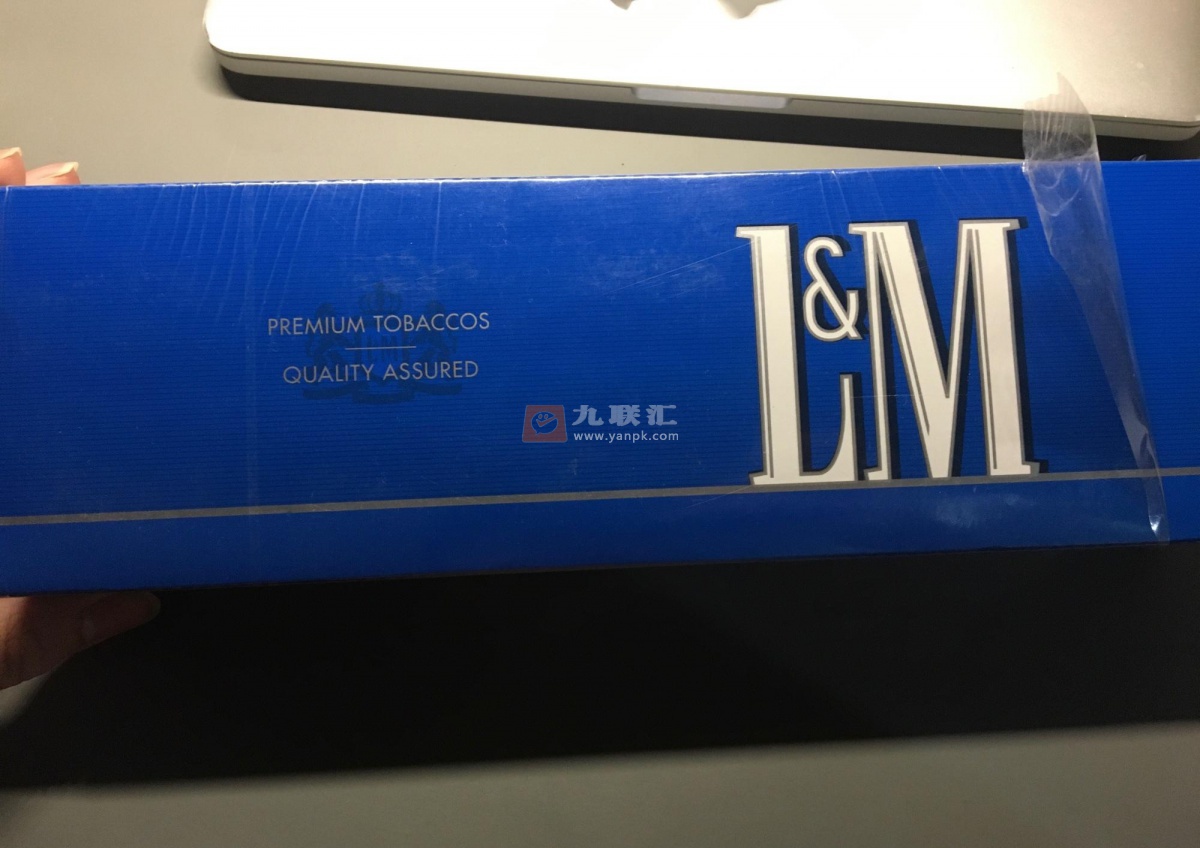 PREMIUM TOBACCOS
QUALITY ASSURED
L&M
九联汇
www.yanpk.com